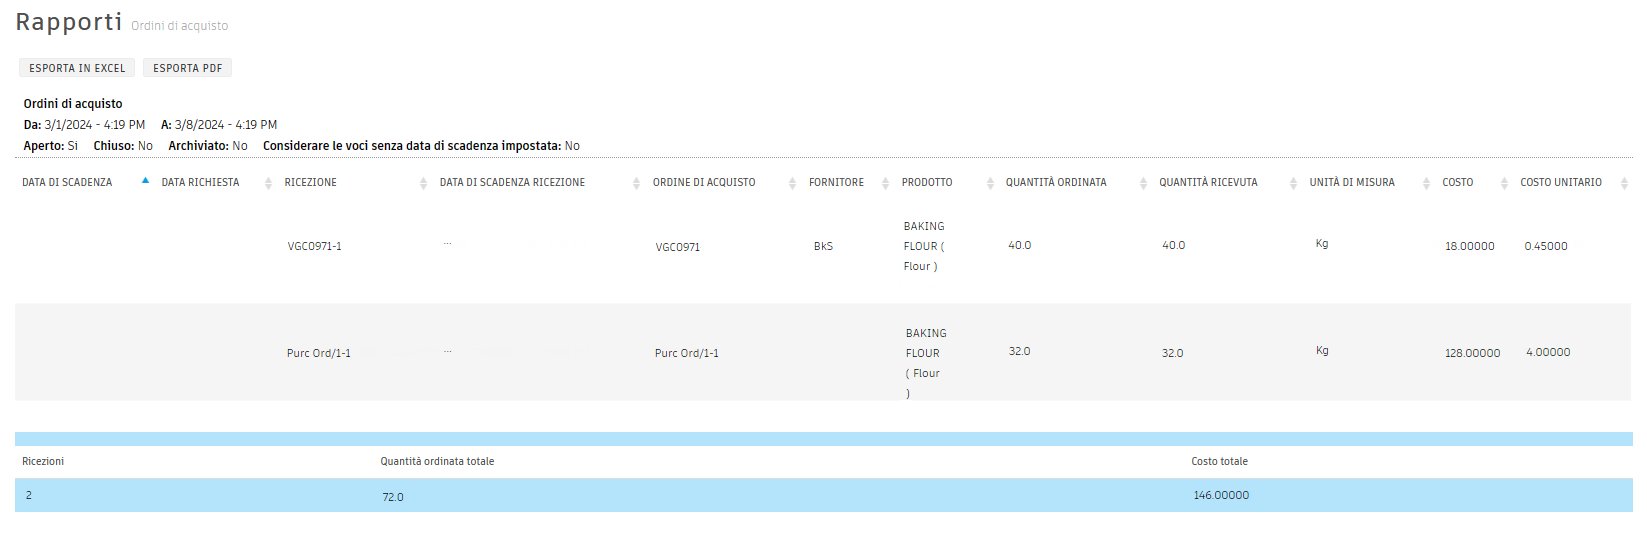 Rapporti Ordini di acquisto
ESPORTA IN EXCEL ESPORTA PDF
Ordini di acquisto
Da: 3/1/2024 - 4:19 PM A: 3/8/2024 - 4:19 PM
Aperto: Sì Chiuso: No Archiviato: No Considerare le voci senza data di scadenza impostata: No
DATA DI SCADENZA DATA RICHIESTA RICEZIONE DATA DI SCADENZA RICEZIONE ORDINE DI ACQUISTO FORNITORE PRODOTTO QUANTITÀ ORDINATA QUANTITÀ RICEVUTA UNITÀ DI MISURA COSTO COSTO UNITARIO
BAKING
VGC0971-1 ... VGC0971 BkS FLOUR ( 40.0 40.0 Kg 18.00000 0.45000
Flour )
BAKING
Purc Ord/1-1 ... Purc Ord/1-1 FLOUR 32.0 32.0 Kg 128.00000 4.00000
( Flour
)
Ricezioni Quantità ordinata totale Costo totale
2 72.0 146.00000